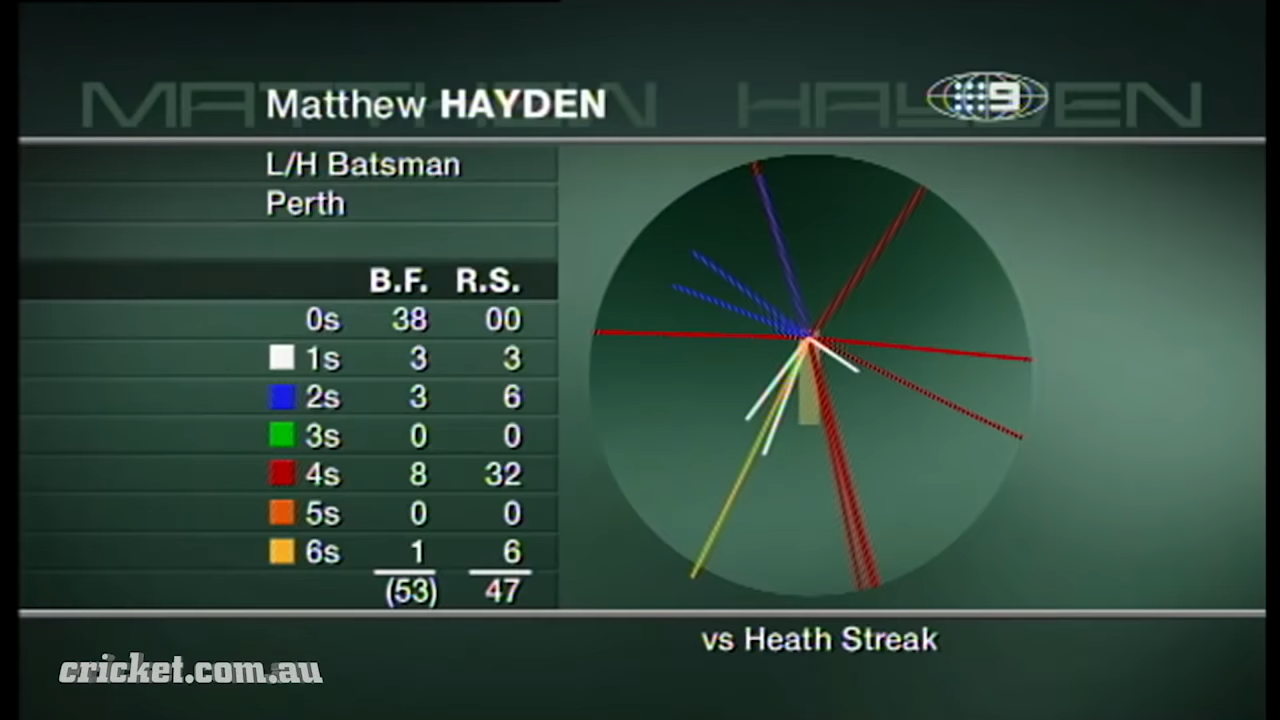 MATTHEW HAYDEN
Matthew HAYDEN
9
L/H Batsman
Perth
B.F. R.S.
0s 38 00
1s 3 3
2s 3 6
3s 0 0
4s 8 32
5s 0 0
6s 1 6
(53) 47
vs Heath Streak
cricket.com.au